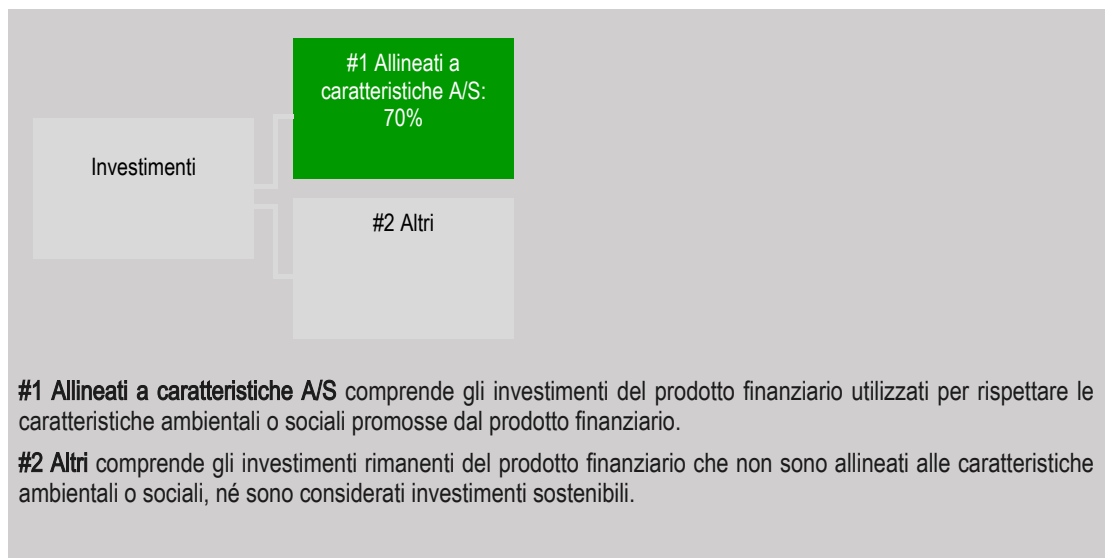 #1 Allineati a
caratteristiche A/S:
70%
Investimenti
#2 Altri
#1 Allineati a caratteristiche A/S comprende gli investimenti del prodotto finanziario utilizzati per rispettare le
caratteristiche ambientali o sociali promosse dal prodotto finanziario.
#2 Altri comprende gli investimenti rimanenti del prodotto finanziario che non sono allineati alle caratteristiche
ambientali o sociali, né sono considerati investimenti sostenibili.